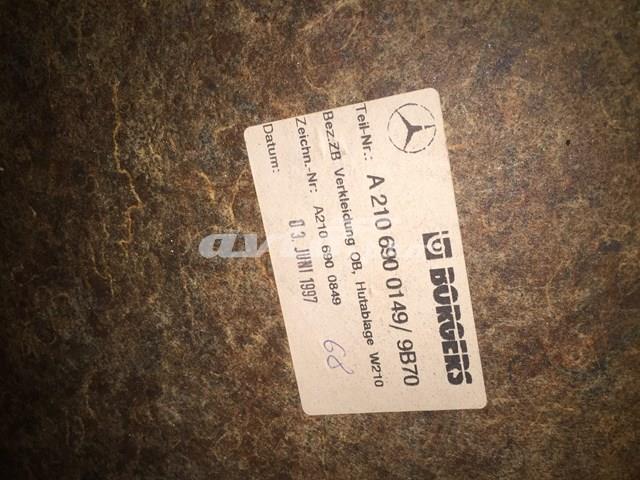 BORGERS
Teil-Nr.: A 210 690 0149/ 9B70
Bez.ZB Verkleidung OB, Hutablage W210
Zeichn.-Nr: A210 690 0849
Datum: 03. JUNI 1997
68